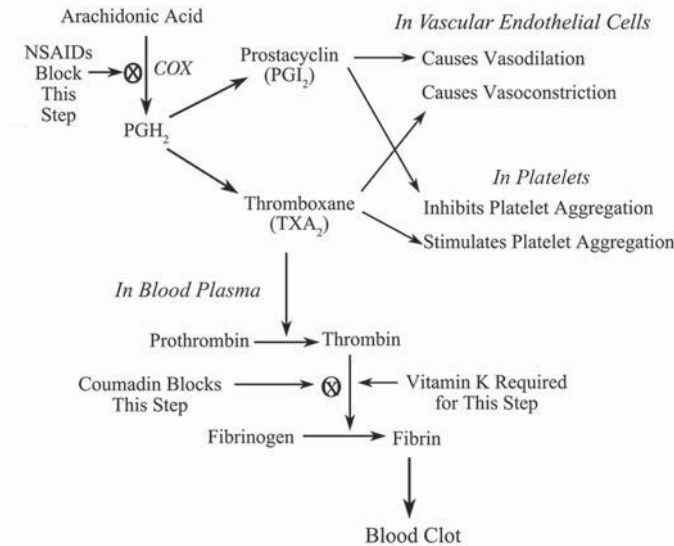 Arachidonic Acid
In Vascular Endothelial Cells
NSAIDs
Block
This
Step
COX
Prostacyclin
(PGI2)
Causes Vasodilation
Causes Vasoconstriction
PGH2
In Platelets
Thromboxane
(TXA2)
Inhibits Platelet Aggregation
Stimulates Platelet Aggregation
In Blood Plasma
Prothrombin
Thrombin
Coumadin Blocks
This Step
Vitamin K Required
for This Step
Fibrinogen
Fibrin
Blood Clot